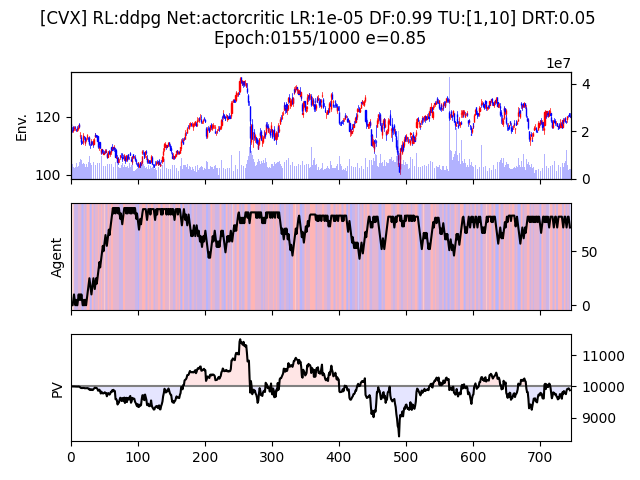 [CVX] RL:ddpg Net:actorcritic LR:1e-05 DF:0.99 TU:[1,10] DRT:0.05
Epoch:0155/1000 e=0.85
1e7
Env.
120
100
4
2
0
Agent
50
0
PV
11000
10000
9000
0 100 200 300 400 500 600 700